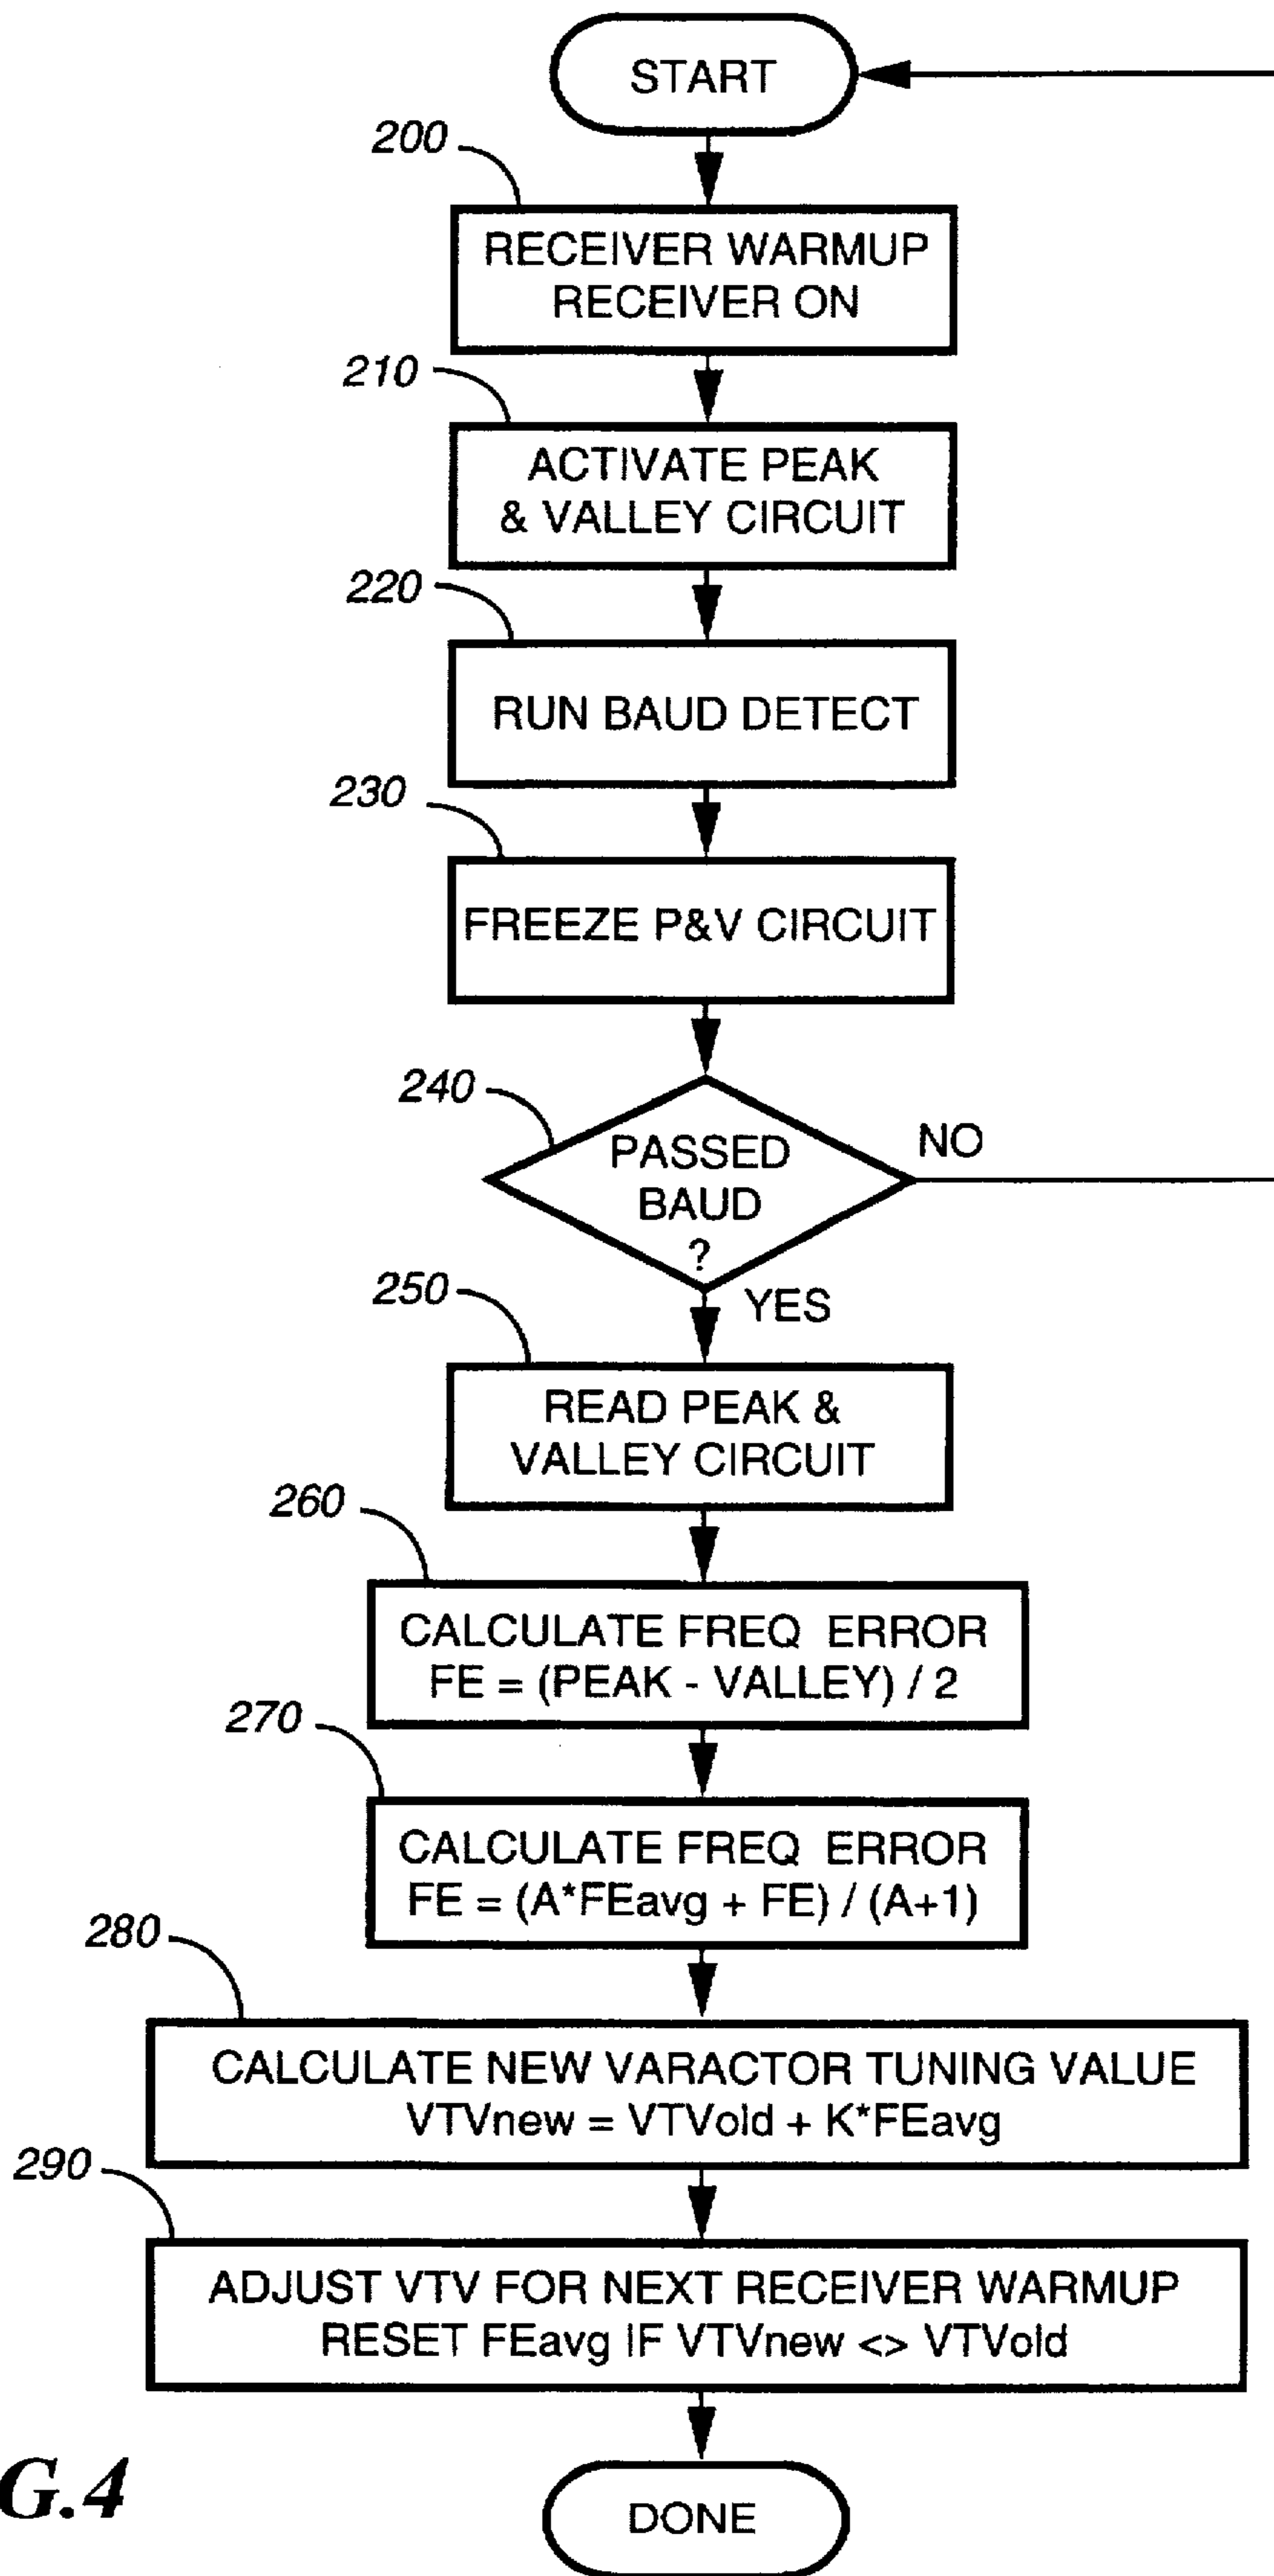 START
200
RECEIVER WARMUP
RECEIVER ON
210
ACTIVATE PEAK
& VALLEY CIRCUIT
220
RUN BAUD DETECT
230
FREEZE P&V CIRCUIT
240
PASSED
BAUD
?
NO
YES
250
READ PEAK &
VALLEY CIRCUIT
260
CALCULATE FREQ ERROR
FE = (PEAK - VALLEY) / 2
270
CALCULATE FREQ ERROR
FE = (A*FEavg + FE) / (A+1)
280
CALCULATE NEW VARACTOR TUNING VALUE
VTVnew = VTVold + K*FEavg
290
ADJUST VTV FOR NEXT RECEIVER WARMUP
RESET FEavg IF VTVnew <> VTVold
DONE
G.4